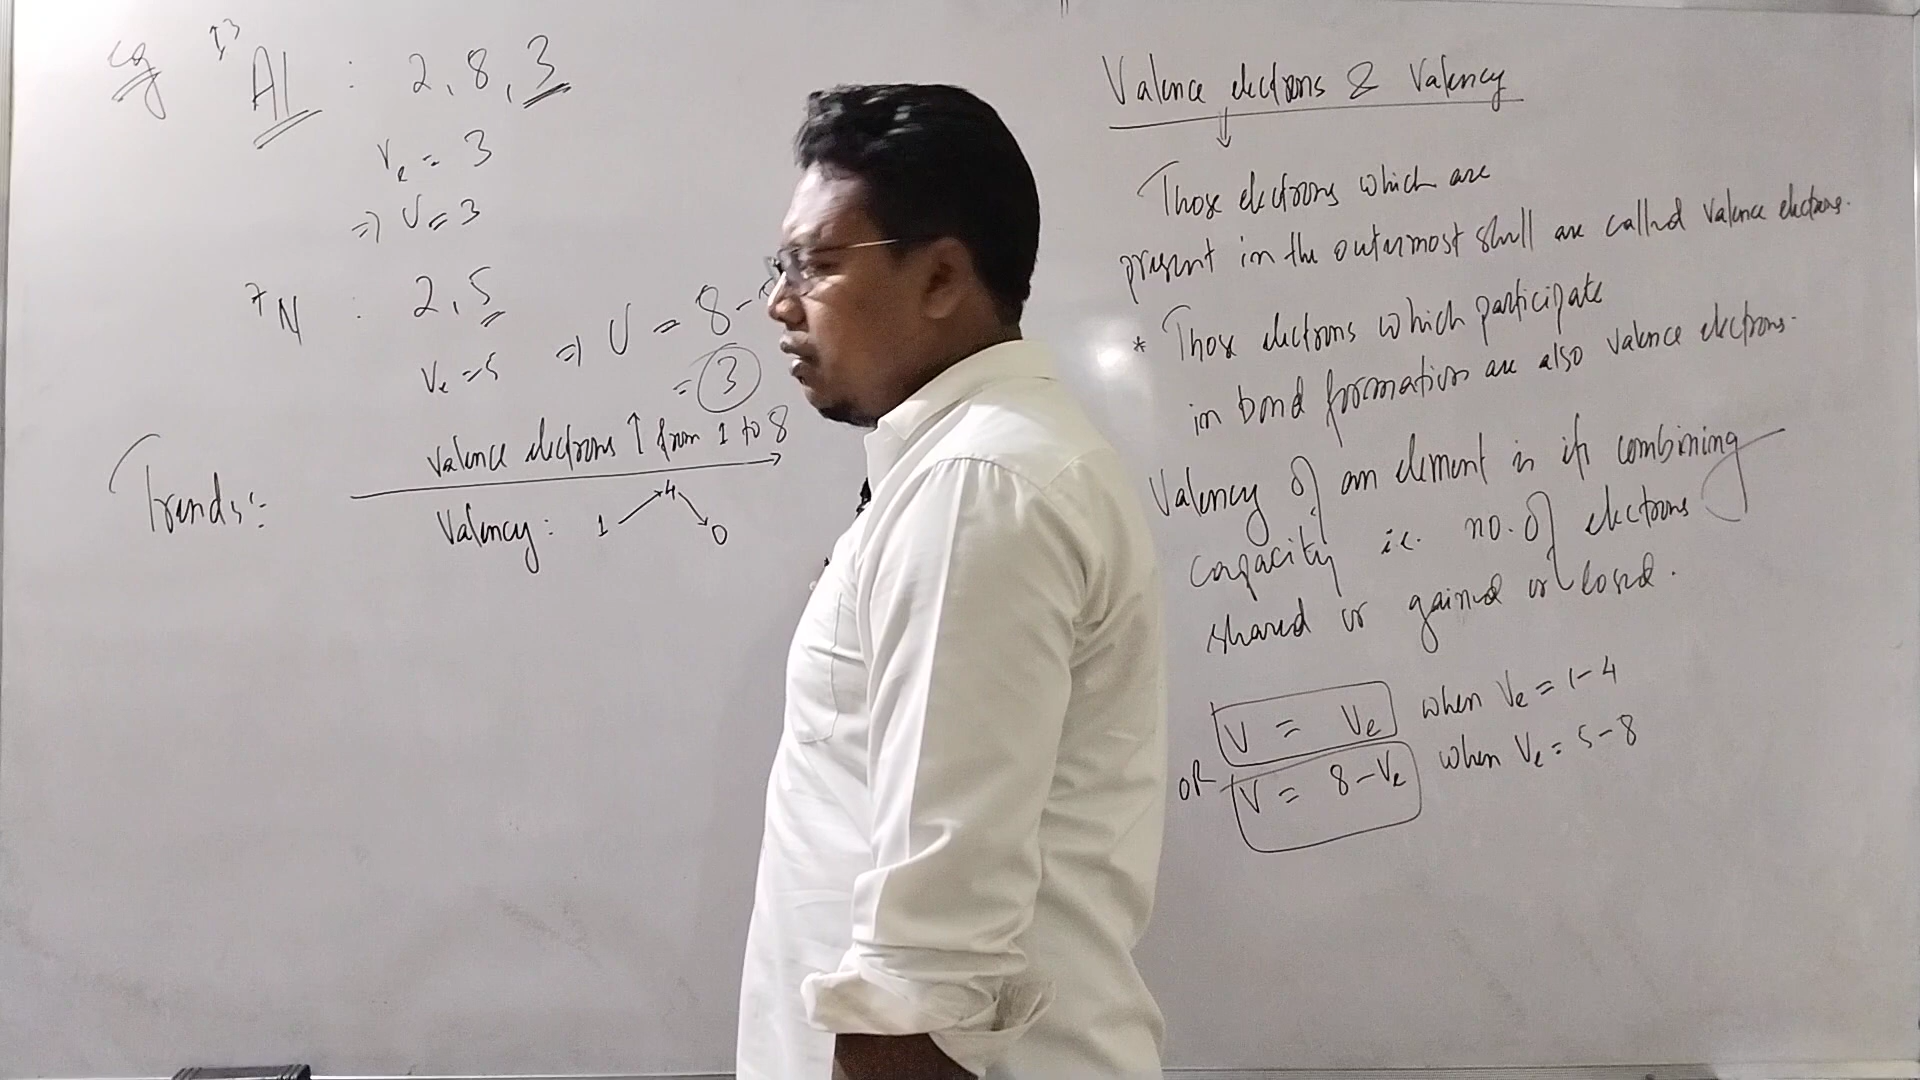 eg 13Al : 2, 8, 3
Ve = 3
=> V = 3
7N : 2, 5
Ve = 5 => V = 8 -
= 3
Trends:- Valence electrons ↑ from 1 to 8
Valency : 1 4 0
Valence electrons & Valency
Those electrons which are
present in the outermost shell are called Valence electrons.
* Those electrons which participate
in bond formation are also valence electrons.
Valency of an element is its combining
capacity i.e. no. of electrons
shared or gained or losed.
V = Ve when Ve = 1-4
OR V = 8-Ve when Ve = 5-8